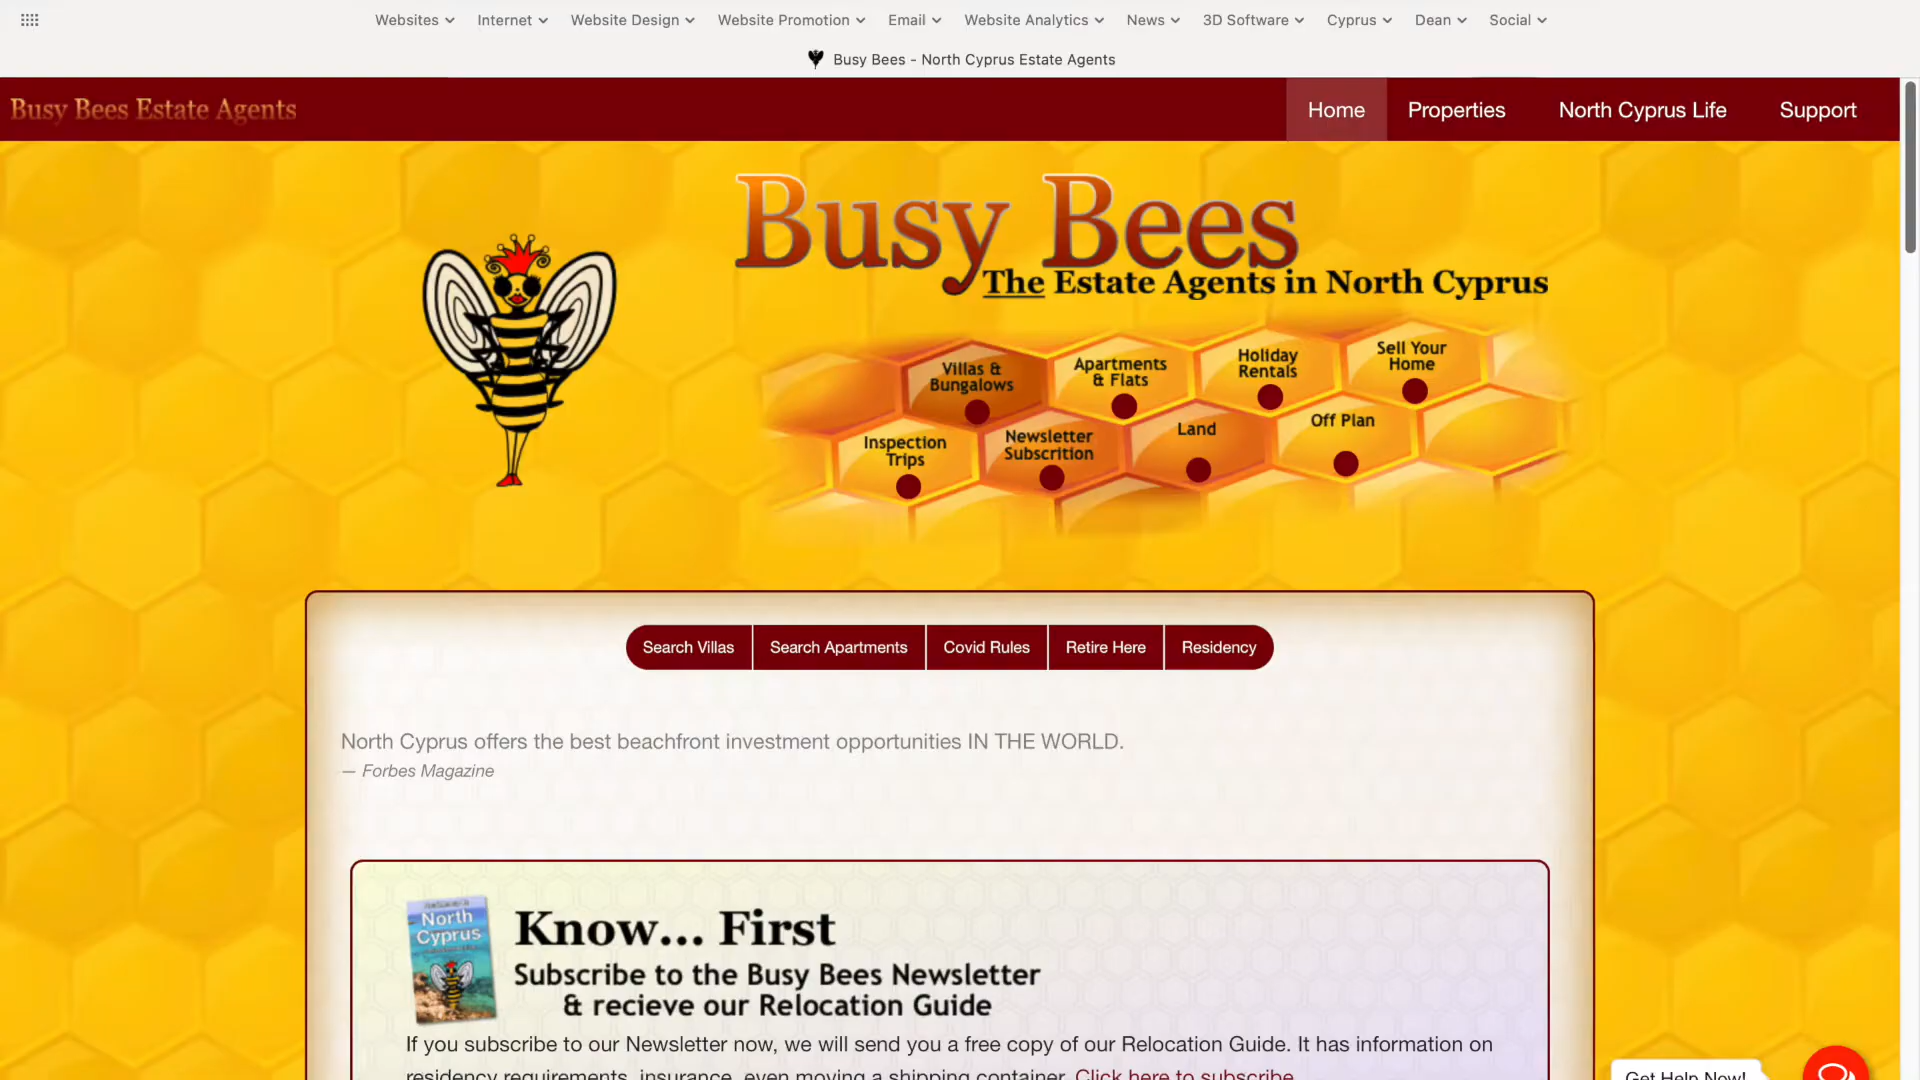 Websites Internet Website Design Website Promotion Email Website Analytics News 3D Software Cyprus Dean Social
Busy Bees - North Cyprus Estate Agents
Busy Bees Estate Agents
Home Properties North Cyprus Life Support
Busy Bees
The Estate Agents in North Cyprus
Villas &
Bungalows
Apartments
& Flats
Holiday
Rentals
Sell Your
Home
Inspection
Trips
Newsletter
Subscrition
Land
Off Plan
Search Villas Search Apartments Covid Rules Retire Here Residency
North Cyprus offers the best beachfront investment opportunities IN THE WORLD.
— Forbes Magazine
North
Cyprus
Know... First
Subscribe to the Busy Bees Newsletter
& recieve our Relocation Guide
If you subscribe to our Newsletter now, we will send you a free copy of our Relocation Guide. It has information on
residency requirements, insurance, even moving a shipping container. Click here to subscribe.
Get Help Now!